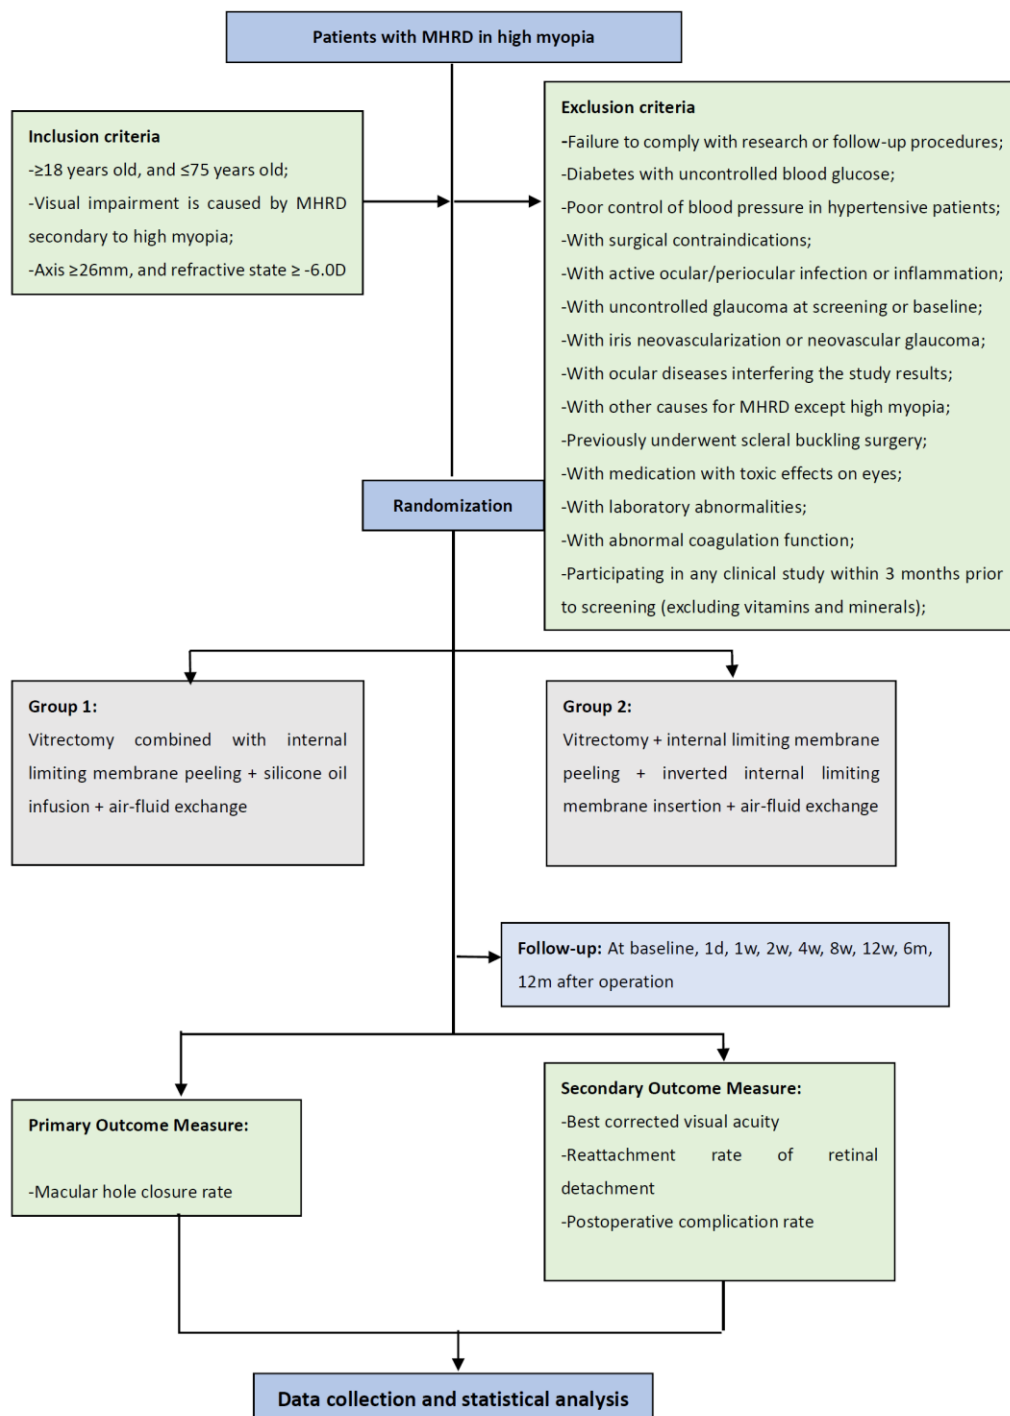 Patients with MHRD in high myopia
Inclusion criteria
-≥18 years old, and ≤75 years old;
-Visual impairment is caused by MHRD
secondary to high myopia;
-Axis ≥26mm, and refractive state ≥ -6.0D
Exclusion criteria
-Failure to comply with research or follow-up procedures;
-Diabetes with uncontrolled blood glucose;
-Poor control of blood pressure in hypertensive patients;
-With surgical contraindications;
-With active ocular/periocular infection or inflammation;
-With uncontrolled glaucoma at screening or baseline;
-With iris neovascularization or neovascular glaucoma;
-With ocular diseases interfering the study results;
-With other causes for MHRD except high myopia;
-Previously underwent scleral buckling surgery;
-With medication with toxic effects on eyes;
-With laboratory abnormalities;
-With abnormal coagulation function;
-Participating in any clinical study within 3 months prior
to screening (excluding vitamins and minerals);
Randomization
Group 1:
Vitrectomy combined with internal
limiting membrane peeling + silicone oil
infusion + air-fluid exchange
Group 2:
Vitrectomy + internal limiting membrane
peeling + inverted internal limiting
membrane insertion + air-fluid exchange
Follow-up: At baseline, 1d, 1w, 2w, 4w, 8w, 12w, 6m,
12m after operation
Primary Outcome Measure:
-Macular hole closure rate
Secondary Outcome Measure:
-Best corrected visual acuity
-Reattachment rate of retinal
detachment
-Postoperative complication rate
Data collection and statistical analysis